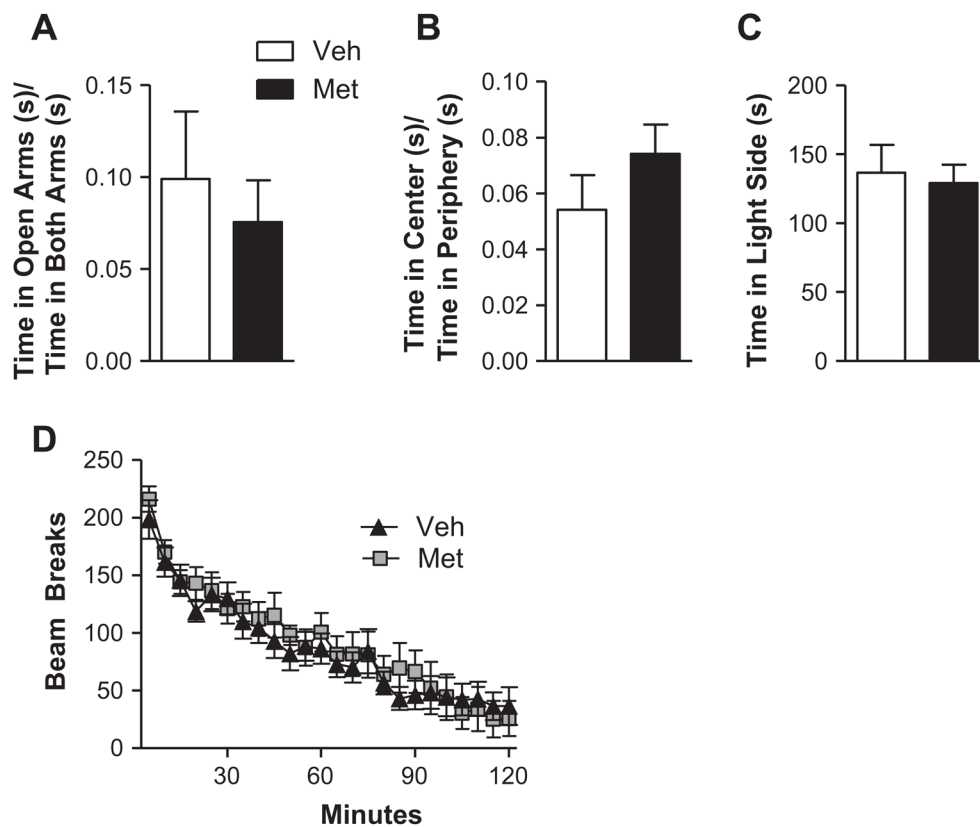 A
Veh
Met
Time in Open Arms (s)/
Time in Both Arms (s)
0.15
0.10
0.05
0.00
B
Time in Center (s)/
Time in Periphery (s)
0.10
0.08
0.06
0.04
0.02
0.00
C
Time in Light Side (s)
200
150
100
50
0
D
Beam Breaks
250
200
150
100
50
0
Veh
Met
30 60 90 120
Minutes